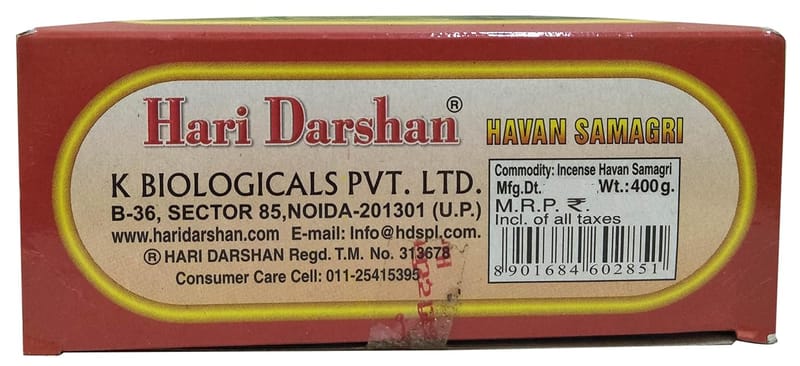 Hari Darshan®
HAVAN SAMAGRI
K BIOLOGICALS PVT. LTD.
B-36, SECTOR 85,NOIDA-201301 (U.P.)
www.haridarshan.com E-mail: Info@hdspl.com
® HARI DARSHAN Regd. T.M. No. 313678
Consumer Care Cell: 011-25415395
Commodity: Incense Havan Samagri
Mfg.Dt. Wt.:400g.
M.R.P. ₹.
Incl. of all taxes
8901684602851